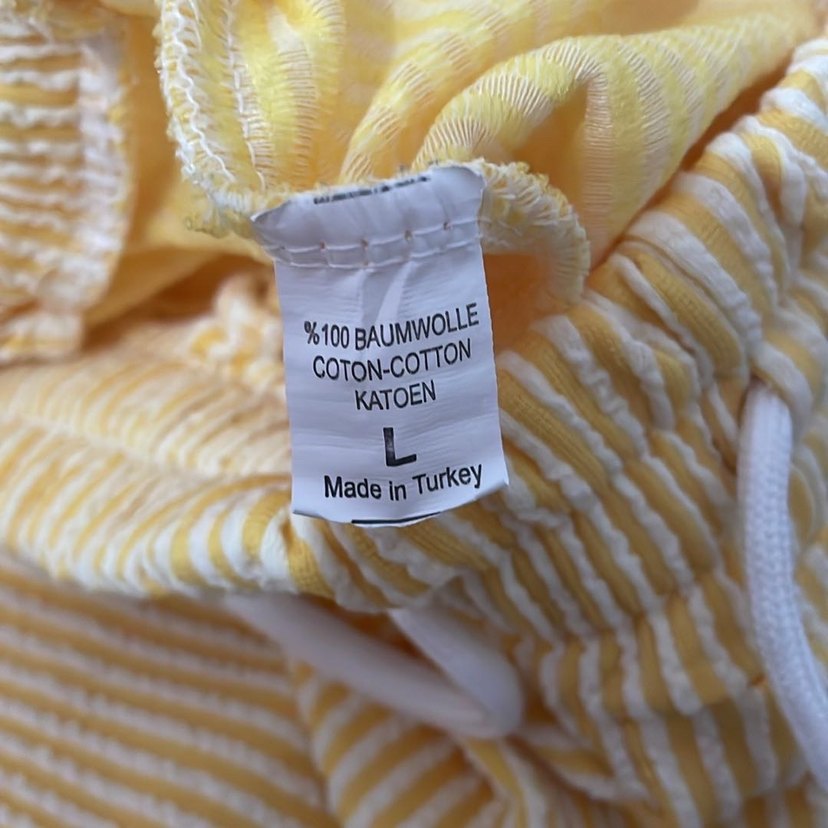 %100 BAUMWOLLE
COTON-COTTON
KATOEN
L
Made in Turkey